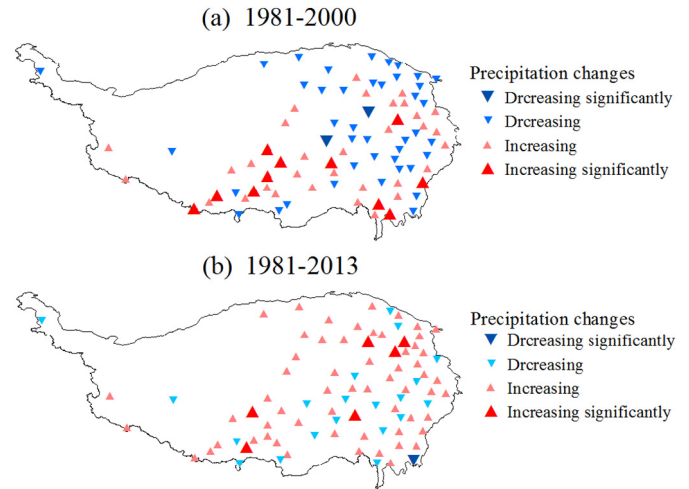 (a) 1981-2000
Precipitation changes
Drcreasing significantly
Drcreasing
Increasing
Increasing significantly
(b) 1981-2013
Precipitation changes
Drcreasing significantly
Drcreasing
Increasing
Increasing significantly